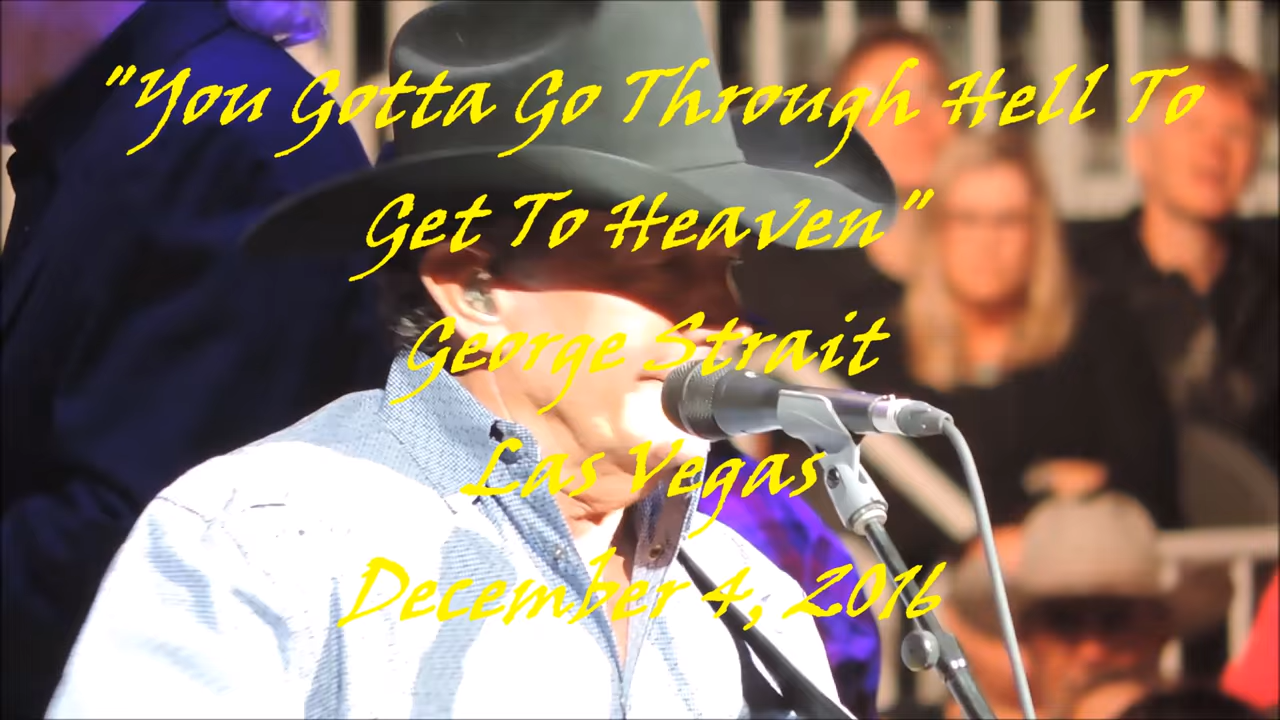 "You Gotta Go Through Hell To
Get To Heaven"
George Strait
Las Vegas
December 4, 2016